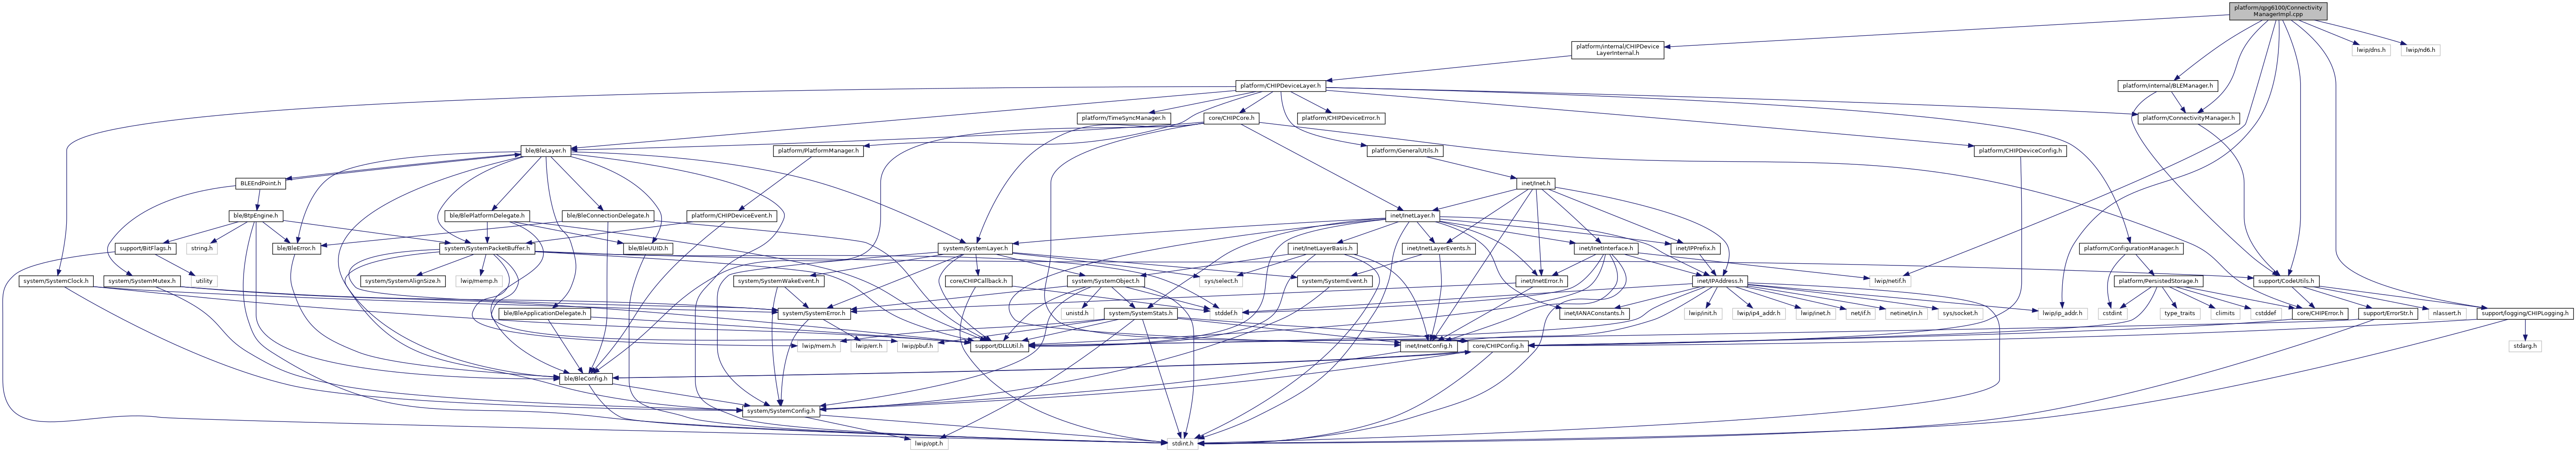 platform/qpg6100/Connectivity
ManagerImpl.cpp
platform/internal/CHIPDevice
LayerInternal.h
lwip/dns.h
lwip/nd6.h
platform/CHIPDeviceLayer.h
platform/internal/BLEManager.h
platform/TimeSyncManager.h
core/CHIPCore.h
platform/CHIPDeviceError.h
platform/ConnectivityManager.h
ble/BleLayer.h
platform/PlatformManager.h
platform/GeneralUtils.h
platform/CHIPDeviceConfig.h
BLEEndPoint.h
inet/Inet.h
ble/BtpEngine.h
ble/BlePlatformDelegate.h
ble/BleConnectionDelegate.h
platform/CHIPDeviceEvent.h
inet/InetLayer.h
support/BitFlags.h
string.h
ble/BleError.h
system/SystemPacketBuffer.h
ble/BleUUID.h
system/SystemLayer.h
inet/InetLayerBasis.h
inet/InetLayerEvents.h
inet/InetInterface.h
inet/IPPrefix.h
platform/ConfigurationManager.h
system/SystemClock.h
system/SystemMutex.h
utility
system/SystemAlignSize.h
lwip/memp.h
system/SystemWakeEvent.h
core/CHIPCallback.h
system/SystemObject.h
sys/select.h
system/SystemEvent.h
inet/InetError.h
inet/IPAddress.h
lwip/netif.h
platform/PersistedStorage.h
support/CodeUtils.h
ble/BleApplicationDelegate.h
system/SystemError.h
unistd.h
system/SystemStats.h
stddef.h
inet/IANAConstants.h
lwip/init.h
lwip/ip4_addr.h
lwip/inet.h
net/if.h
netinet/in.h
sys/socket.h
lwip/ip_addr.h
cstdint
type_traits
climits
cstddef
core/CHIPError.h
support/ErrorStr.h
nlassert.h
support/logging/CHIPLogging.h
lwip/mem.h
lwip/err.h
lwip/pbuf.h
support/DLLUtil.h
inet/InetConfig.h
core/CHIPConfig.h
stdarg.h
ble/BleConfig.h
system/SystemConfig.h
lwip/opt.h
stdint.h